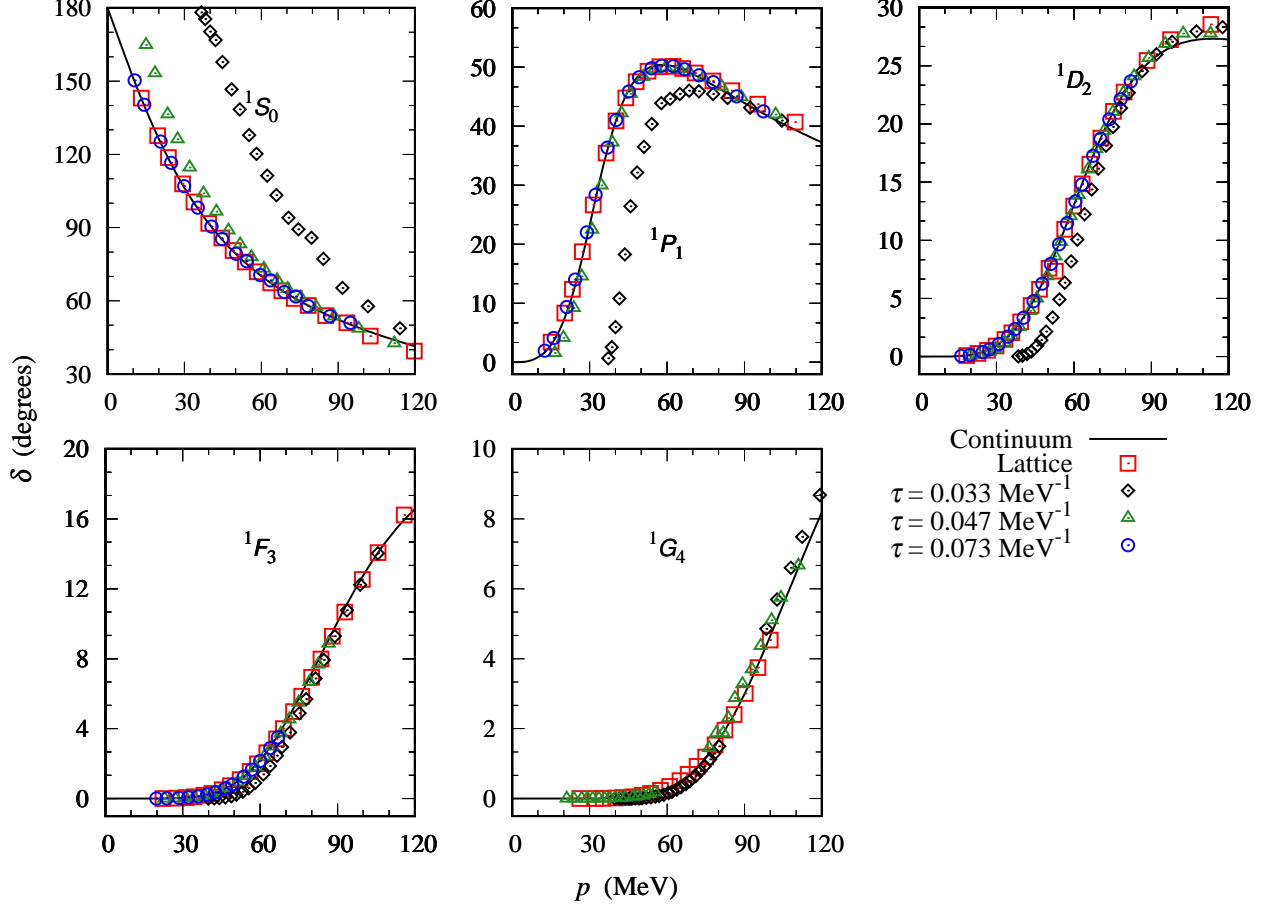 180
150
120
90
60
30
0 30 60 90 120
¹S₀
60
50
40
30
20
10
0
0 30 60 90 120
¹P₁
30
25
20
15
10
5
0
0 30 60 90 120
¹D₂
δ (degrees)
20
16
12
8
4
0
0 30 60 90 120
¹F₃
10
8
6
4
2
0
0 30 60 90 120
¹G₄
Continuum
Lattice
τ = 0.033 MeV⁻¹
τ = 0.047 MeV⁻¹
τ = 0.073 MeV⁻¹
p (MeV)